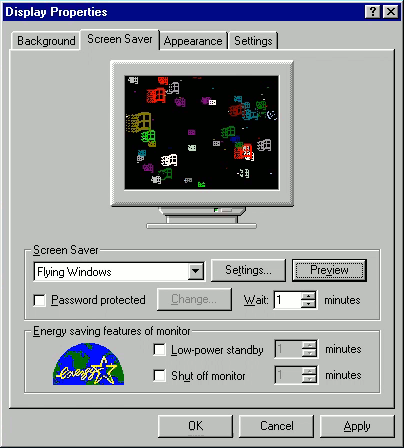 Display Properties
Background Screen Saver Appearance Settings
Screen Saver
Flying Windows Settings... Preview
Password protected Change... Wait: 1 minutes
Energy saving features of monitor
energy Low-power standby 1 minutes
Shut off monitor 1 minutes
OK Cancel Apply